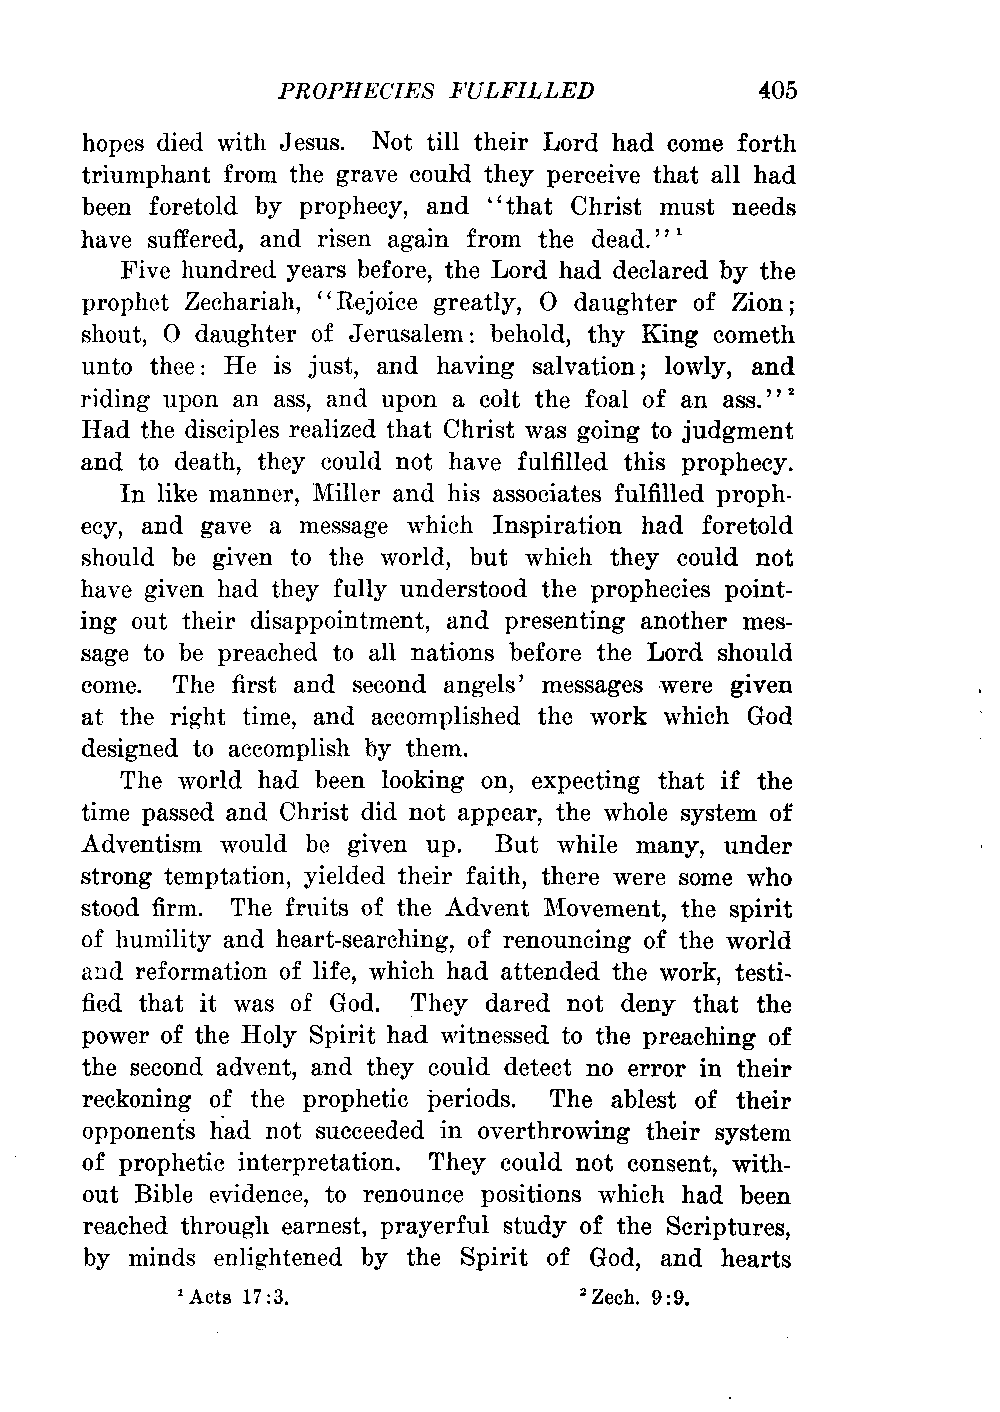 PROPHECIES FULFILLED 405
hopes died with Jesus. Not till their Lord had come forth
triumphant from the grave could they perceive that all had
been foretold by prophecy, and "that Christ must needs
have suffered, and risen again from the dead."¹
Five hundred years before, the Lord had declared by the
prophet Zechariah, "Rejoice greatly, O daughter of Zion;
shout, O daughter of Jerusalem: behold, thy King cometh
unto thee: He is just, and having salvation; lowly, and
riding upon an ass, and upon a colt the foal of an ass."²
Had the disciples realized that Christ was going to judgment
and to death, they could not have fulfilled this prophecy.
In like manner, Miller and his associates fulfilled proph-
ecy, and gave a message which Inspiration had foretold
should be given to the world, but which they could not
have given had they fully understood the prophecies point-
ing out their disappointment, and presenting another mes-
sage to be preached to all nations before the Lord should
come. The first and second angels' messages were given
at the right time, and accomplished the work which God
designed to accomplish by them.
The world had been looking on, expecting that if the
time passed and Christ did not appear, the whole system of
Adventism would be given up. But while many, under
strong temptation, yielded their faith, there were some who
stood firm. The fruits of the Advent Movement, the spirit
of humility and heart-searching, of renouncing of the world
and reformation of life, which had attended the work, testi-
fied that it was of God. They dared not deny that the
power of the Holy Spirit had witnessed to the preaching of
the second advent, and they could detect no error in their
reckoning of the prophetic periods. The ablest of their
opponents had not succeeded in overthrowing their system
of prophetic interpretation. They could not consent, with-
out Bible evidence, to renounce positions which had been
reached through earnest, prayerful study of the Scriptures,
by minds enlightened by the Spirit of God, and hearts
¹ Acts 17:3. ² Zech. 9:9.